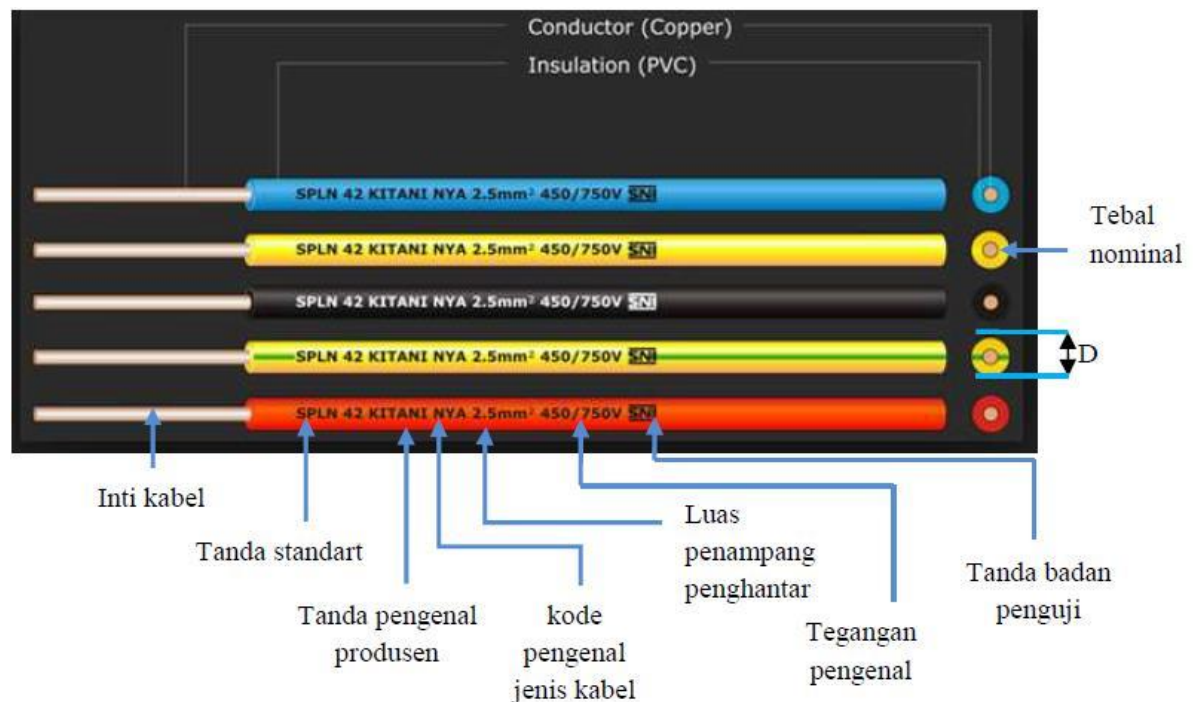 Conductor (Copper)
Insulation (PVC)
SPLN 42 KITANI NYA 2.5mm² 450/750V SNI
SPLN 42 KITANI NYA 2.5mm² 450/750V SNI
SPLN 42 KITANI NYA 2.5mm² 450/750V SNI
SPLN 42 KITANI NYA 2.5mm² 450/750V SNI
SPLN 42 KITANI NYA 2.5mm² 450/750V SNI
Tebal
nominal
D
Inti kabel
Tanda standart
Tanda pengenal
produsen
kode
pengenal
jenis kabel
Luas
penampang
penghantar
Tegangan
pengenal
Tanda badan
penguji